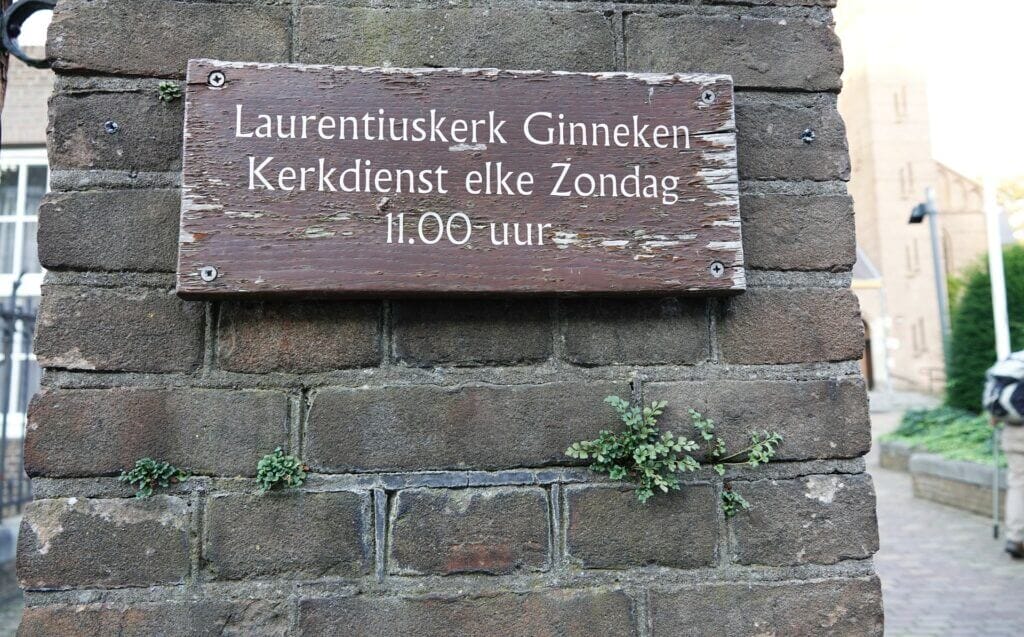 Laurentiuskerk Ginneken
Kerkdienst elke Zondag
11.00 uur